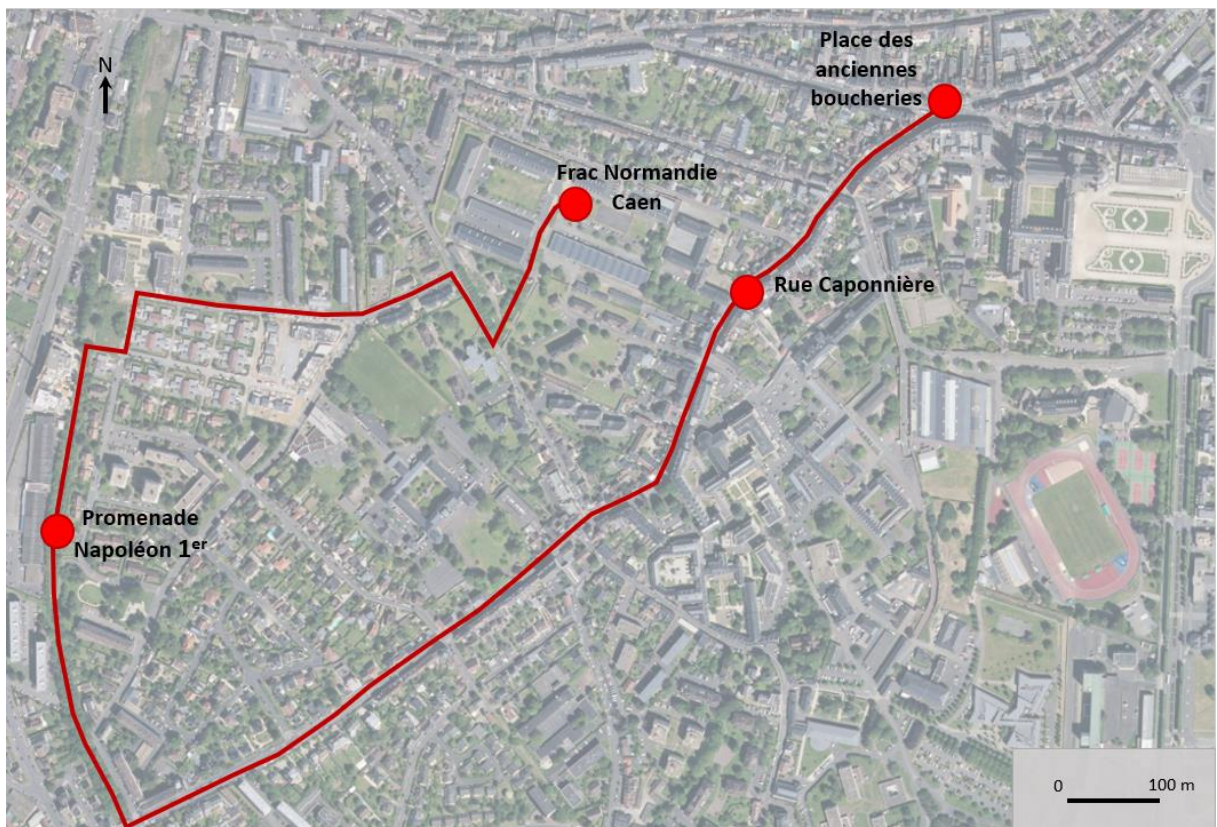 N
Place des
anciennes
boucheries
Frac Normandie
Caen
Rue Caponnière
Promenade
Napoléon 1er
0 100 m